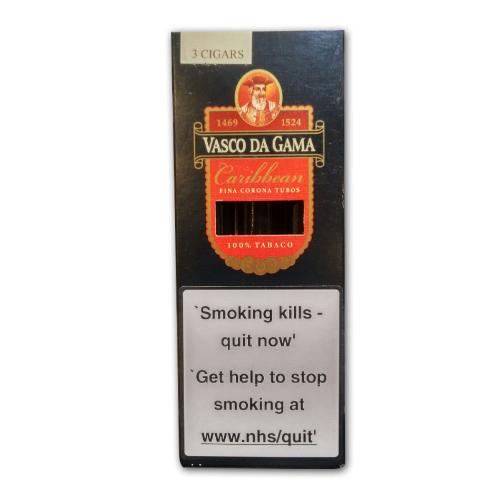 3 CIGARS
1469 1524
VASCO DA GAMA
Caribbean
FINA CORONA TUBOS
100% TABACO
`Smoking kills -
quit now'
`Get help to stop
smoking at
www.nhs/quit'